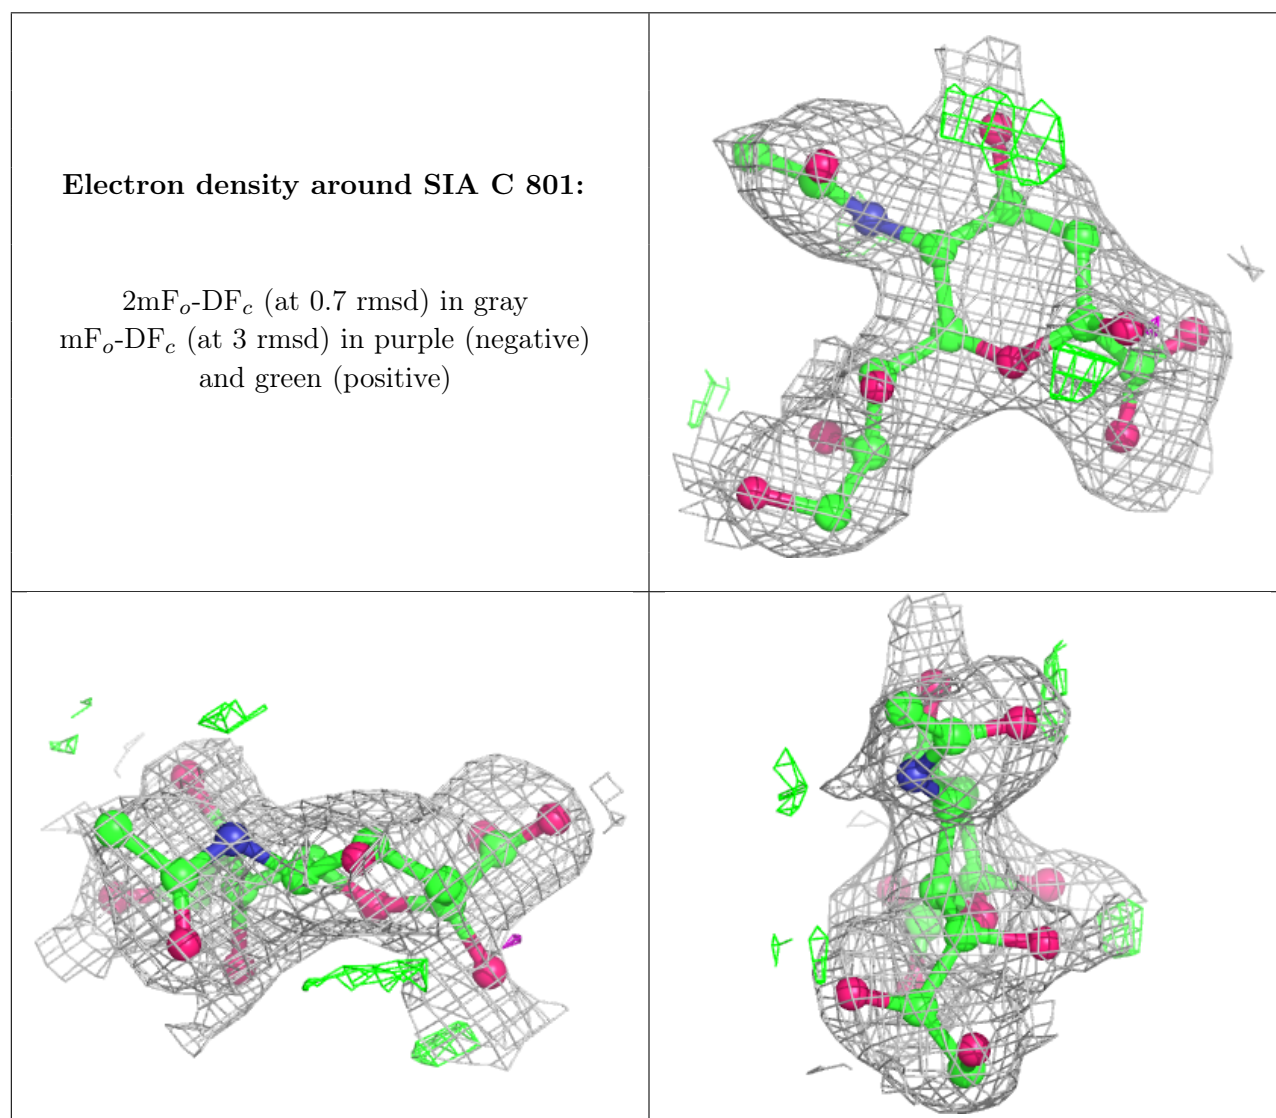 Electron density around SIA C 801:
2mFo-DFc (at 0.7 rmsd) in gray
mFo-DFc (at 3 rmsd) in purple (negative)
and green (positive)